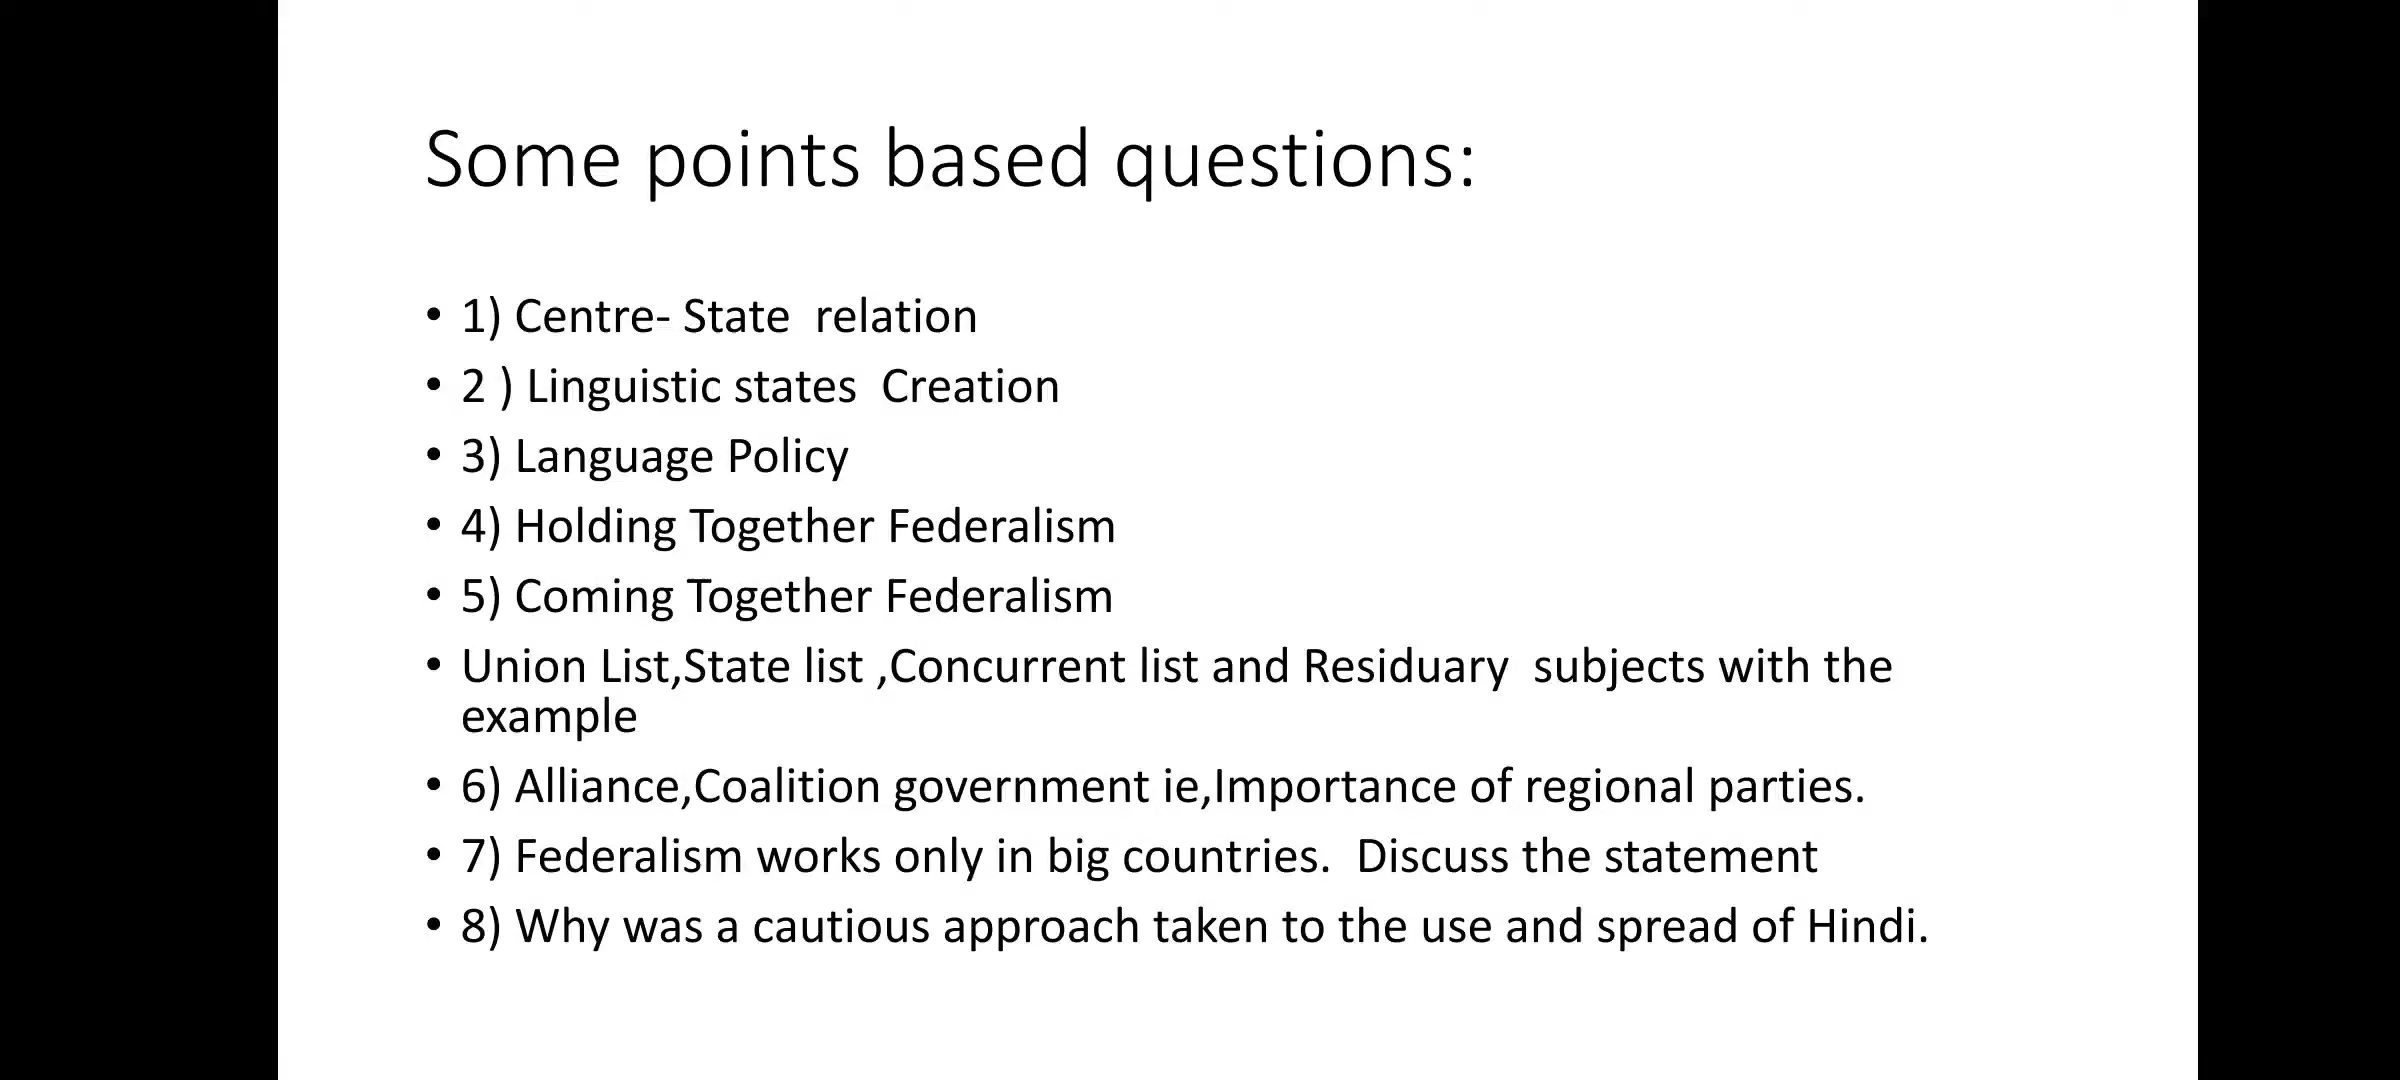 Some points based questions:
• 1) Centre- State  relation
• 2 ) Linguistic states  Creation
• 3) Language Policy
• 4) Holding Together Federalism
• 5) Coming Together Federalism
• Union List,State list ,Concurrent list and Residuary  subjects with the
example
• 6) Alliance,Coalition government ie,Importance of regional parties.
• 7) Federalism works only in big countries.  Discuss the statement
• 8) Why was a cautious approach taken to the use and spread of Hindi.